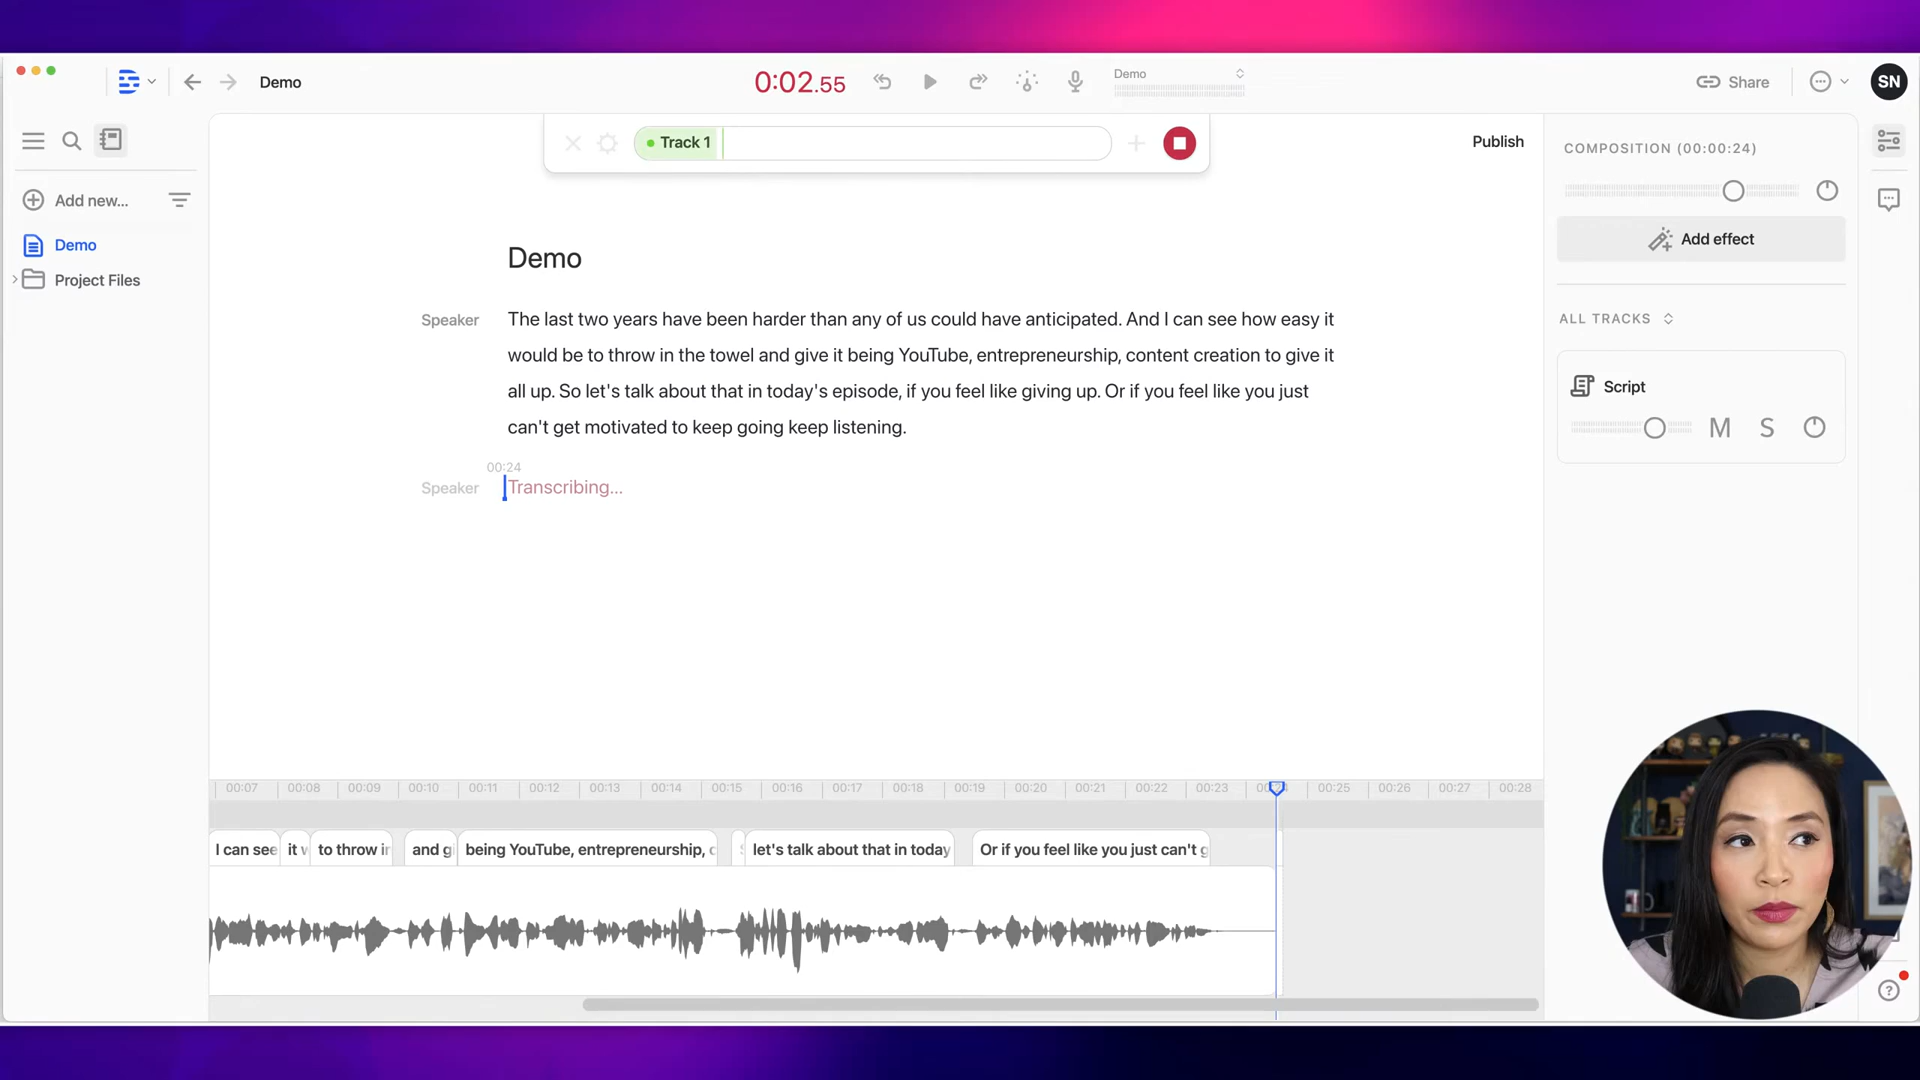 Demo
0:02.55
Demo
Share
SN
Track 1
Publish
COMPOSITION (00:00:24)
Add new...
Add effect
Demo
Project Files
Demo
ALL TRACKS
Speaker
The last two years have been harder than any of us could have anticipated. And I can see how easy it
would be to throw in the towel and give it being YouTube, entrepreneurship, content creation to give it
all up. So let's talk about that in today's episode, if you feel like giving up. Or if you feel like you just
can't get motivated to keep going keep listening.
Script
M S
00:24
Speaker
Transcribing...
00:07 00:08 00:09 00:10 00:11 00:12 00:13 00:14 00:15 00:16 00:17 00:18 00:19 00:20 00:21 00:22 00:23 00:25 00:26 00:27 00:28
I can see it to throw and being YouTube, entrepreneurship, let's talk about that in today Or if you feel like you just can't
?